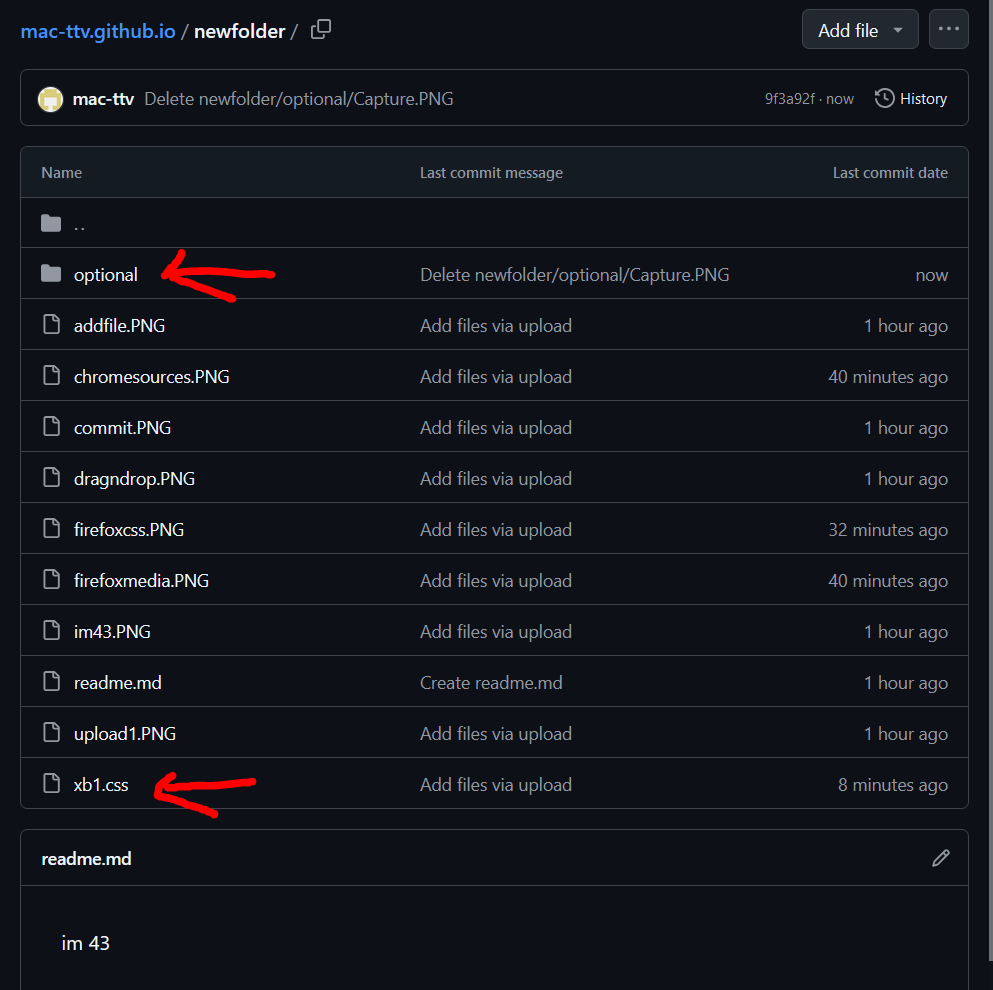 mac-ttv.github.io / newfolder /
Add file
mac-ttv Delete newfolder/optional/Capture.PNG 9f3a92f · now History
Name Last commit message Last commit date
..
optional Delete newfolder/optional/Capture.PNG now
addfile.PNG Add files via upload 1 hour ago
chromesources.PNG Add files via upload 40 minutes ago
commit.PNG Add files via upload 1 hour ago
dragndrop.PNG Add files via upload 1 hour ago
firefoxcss.PNG Add files via upload 32 minutes ago
firefoxmedia.PNG Add files via upload 40 minutes ago
im43.PNG Add files via upload 1 hour ago
readme.md Create readme.md 1 hour ago
upload1.PNG Add files via upload 1 hour ago
xb1.css Add files via upload 8 minutes ago
readme.md
im 43